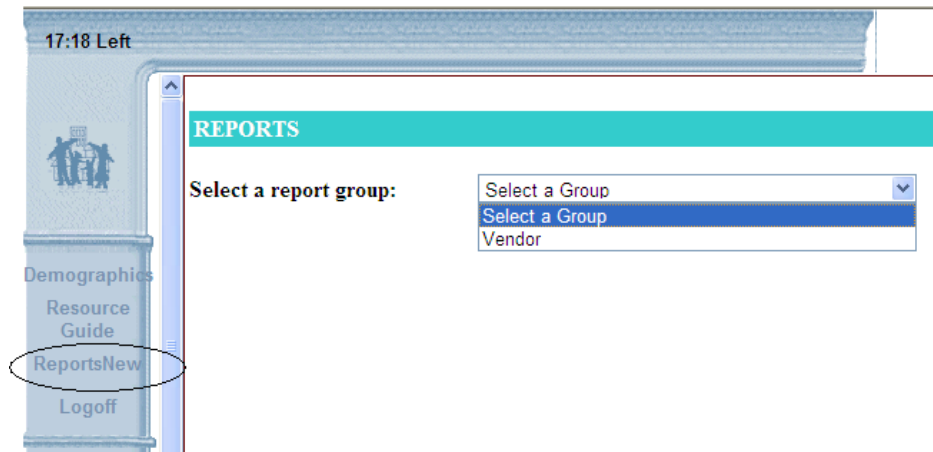 17:18 Left
REPORTS
Select a report group:
Select a Group
Select a Group
Vendor
Demographics
Resource
Guide
ReportsNew
Logoff